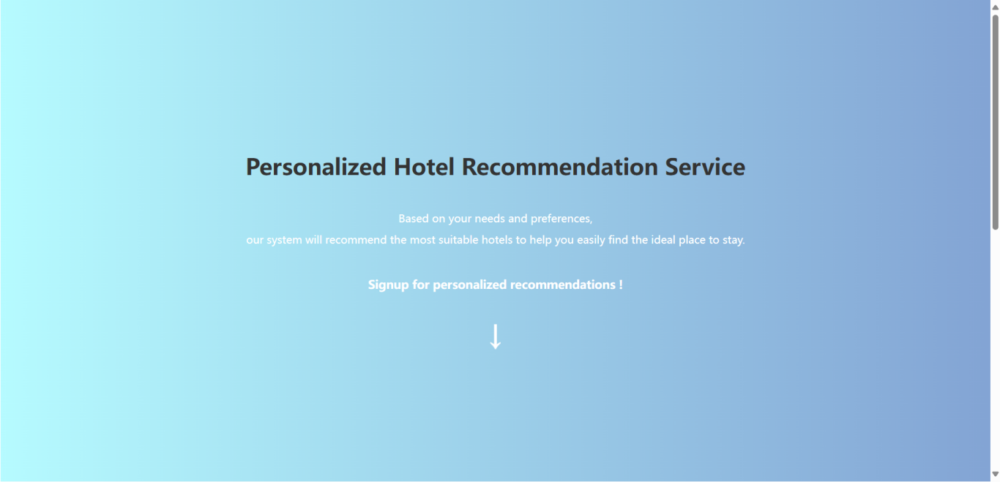 Personalized Hotel Recommendation Service
Based on your needs and preferences,
our system will recommend the most suitable hotels to help you easily find the ideal place to stay.
Signup for personalized recommendations !
↓